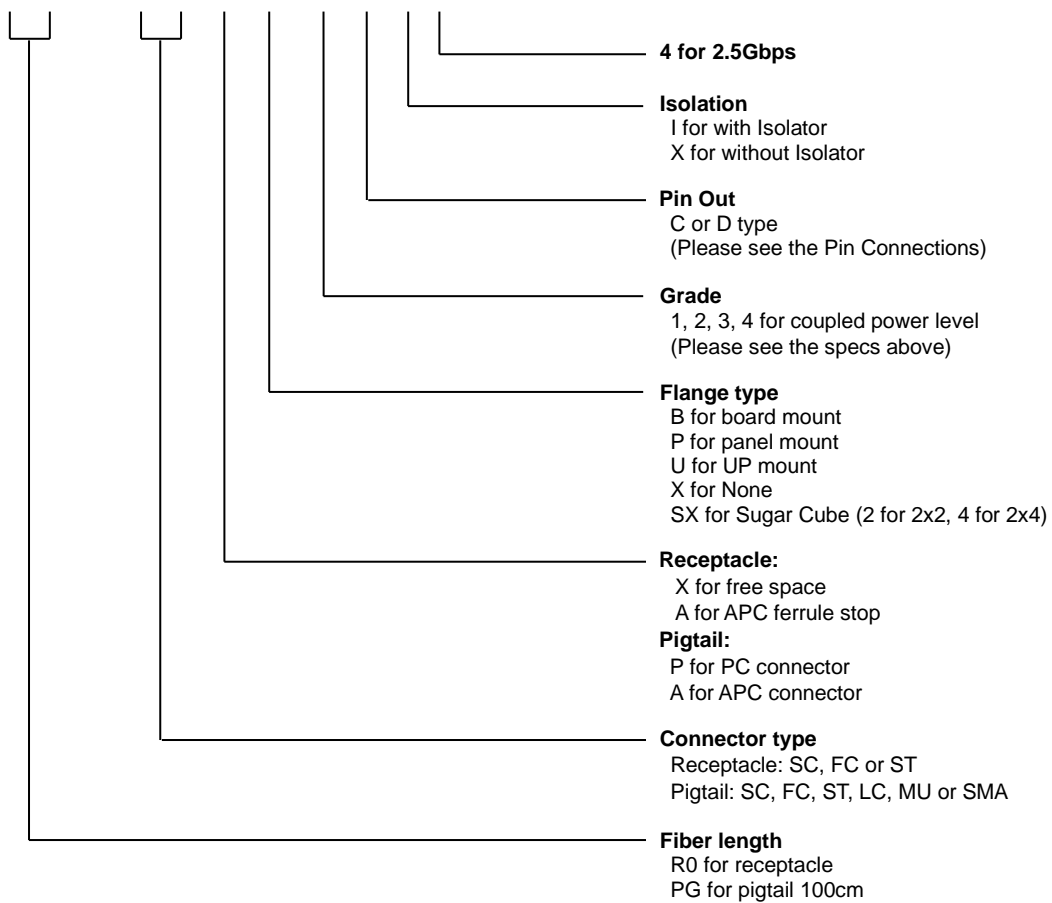 4 for 2.5Gbps
Isolation
I for with Isolator
X for without Isolator
Pin Out
C or D type
(Please see the Pin Connections)
Grade
1, 2, 3, 4 for coupled power level
(Please see the specs above)
Flange type
B for board mount
P for panel mount
U for UP mount
X for None
SX for Sugar Cube (2 for 2x2, 4 for 2x4)
Receptacle:
X for free space
A for APC ferrule stop
Pigtail:
P for PC connector
A for APC connector
Connector type
Receptacle: SC, FC or ST
Pigtail: SC, FC, ST, LC, MU or SMA
Fiber length
R0 for receptacle
PG for pigtail 100cm